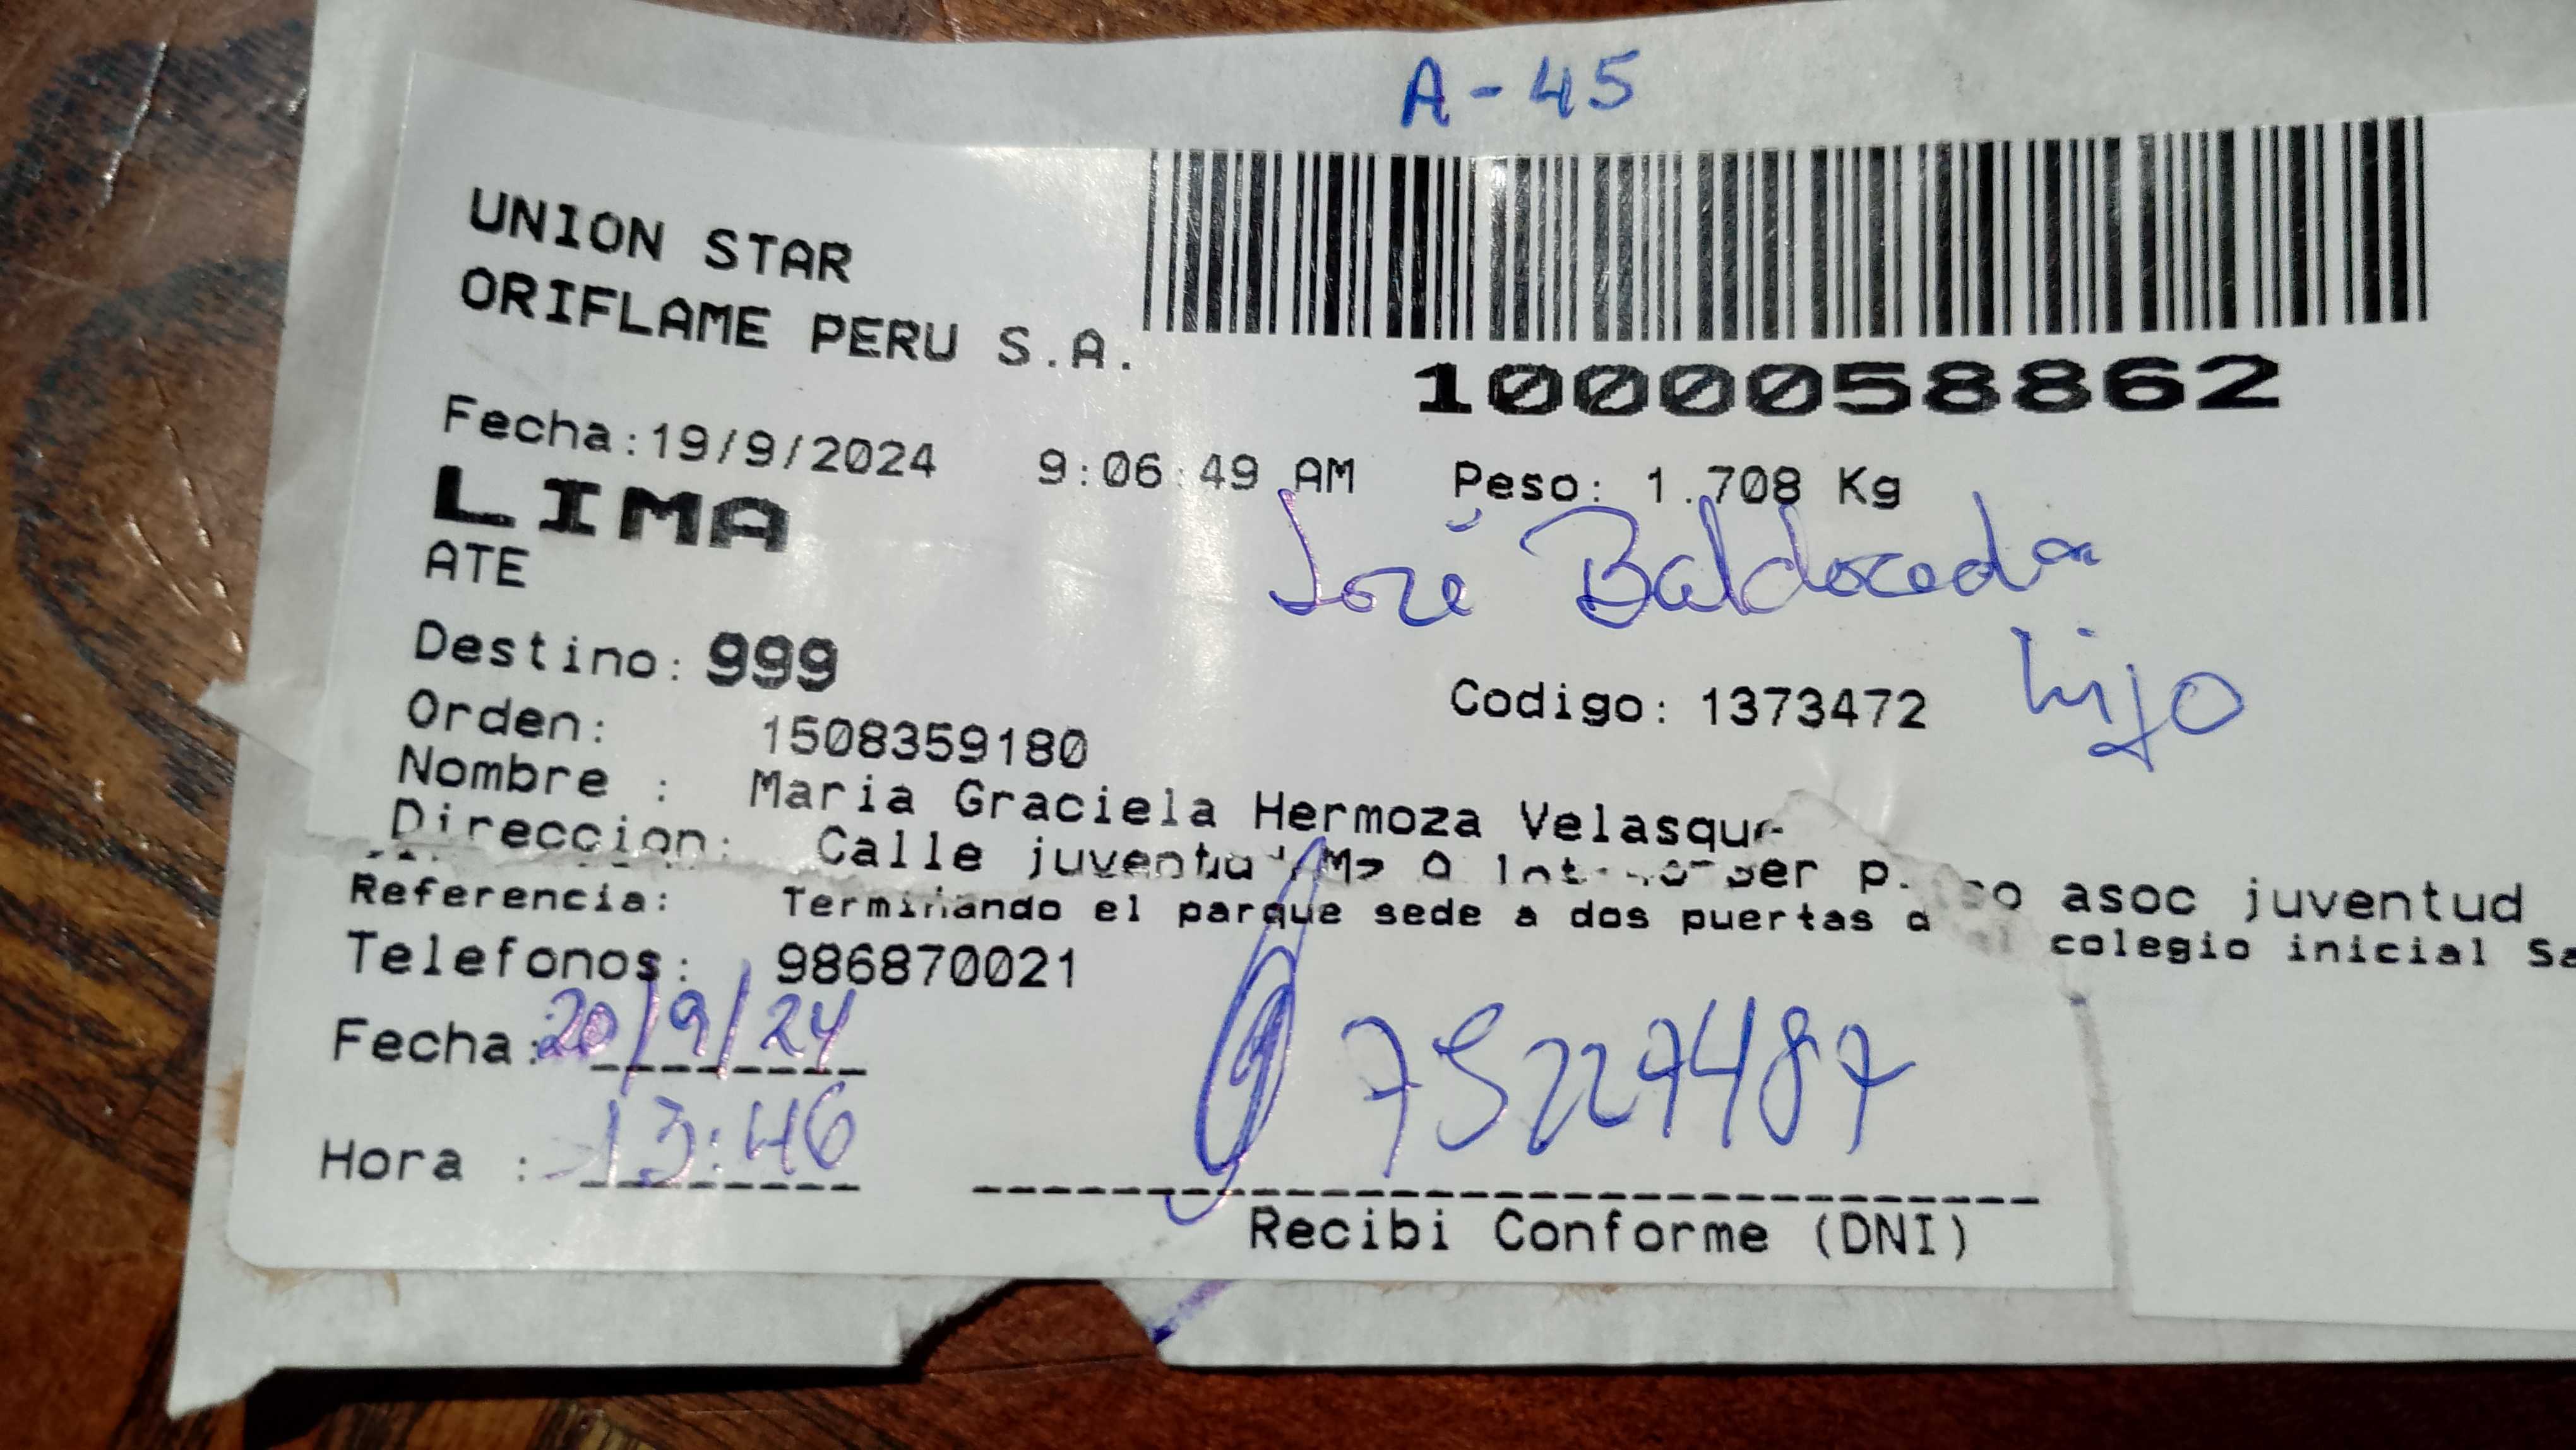 A-45
UNION STAR
ORIFLAME PERU S.A.
1000058862
Fecha:19/9/2024 9:06:49 AM Peso: 1.708 Kg
LIMA
ATE
José Baldoceda
hijo
Destino: 999
Orden: 1508359180 Codigo: 1373472
Nombre : Maria Graciela Hermoza
Direccion: Calle juventud Mz asoc juventud
Referencia: Terminando el parque sede a dos puertas colegio inicial
Telefonos: 986870021
Fecha: 20/9/24
Hora : 13:46
75227487
Recibi Conforme (DNI)